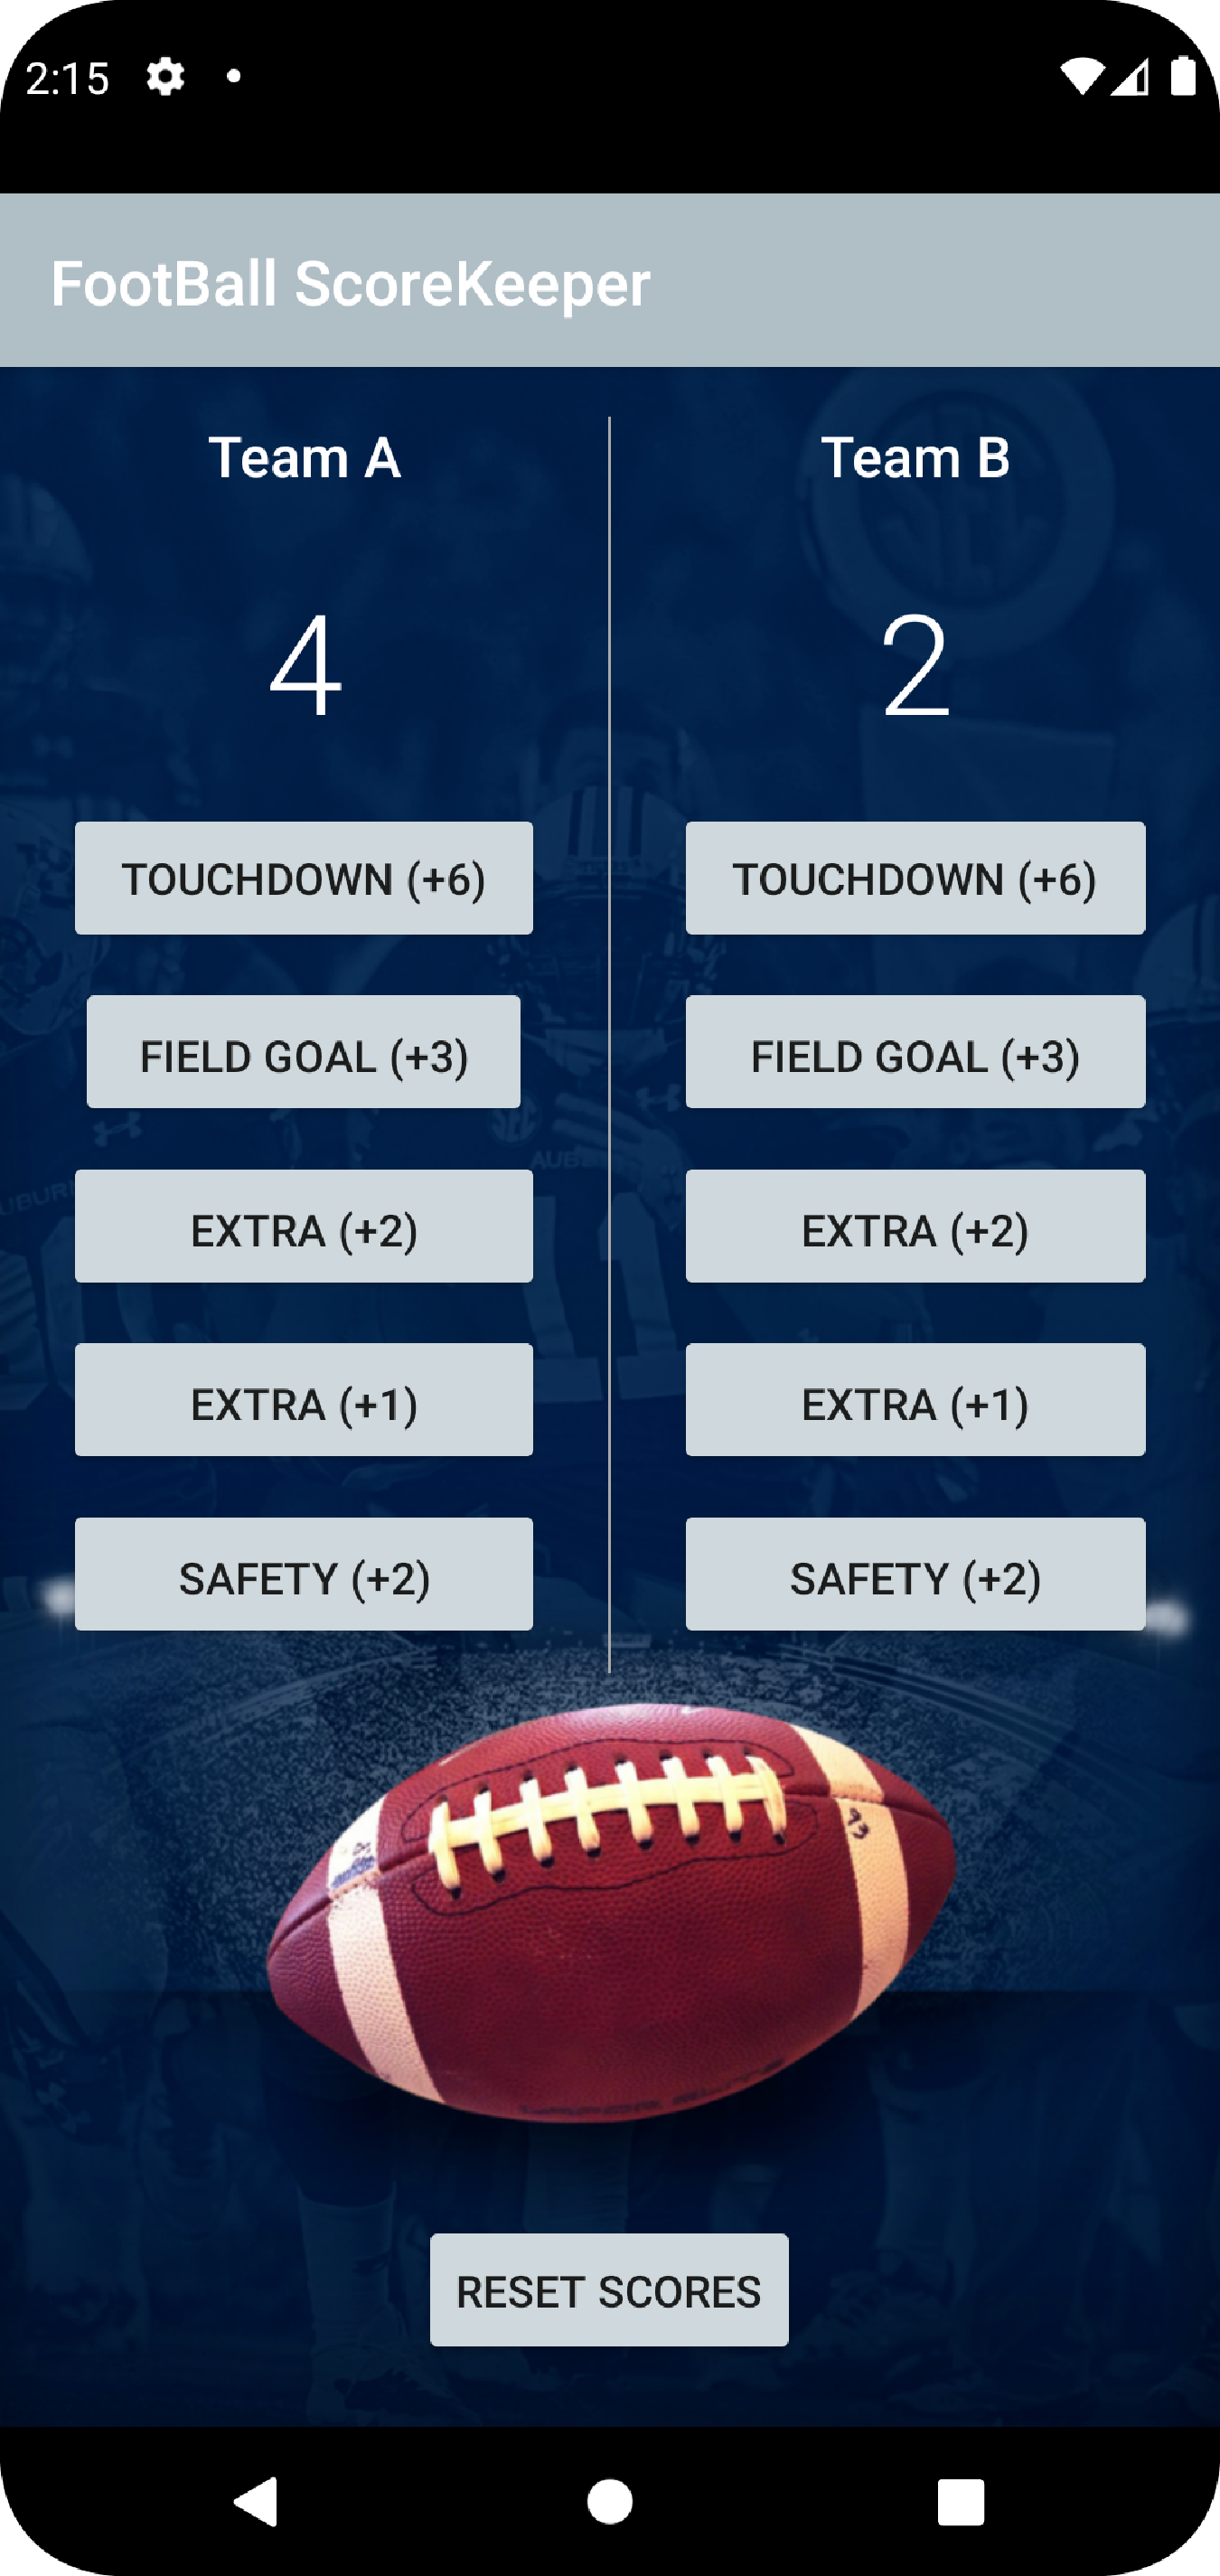 2:15
FootBall ScoreKeeper
Team A
Team B
4
2
TOUCHDOWN (+6)
TOUCHDOWN (+6)
FIELD GOAL (+3)
FIELD GOAL (+3)
EXTRA (+2)
EXTRA (+2)
EXTRA (+1)
EXTRA (+1)
SAFETY (+2)
SAFETY (+2)
RESET SCORES